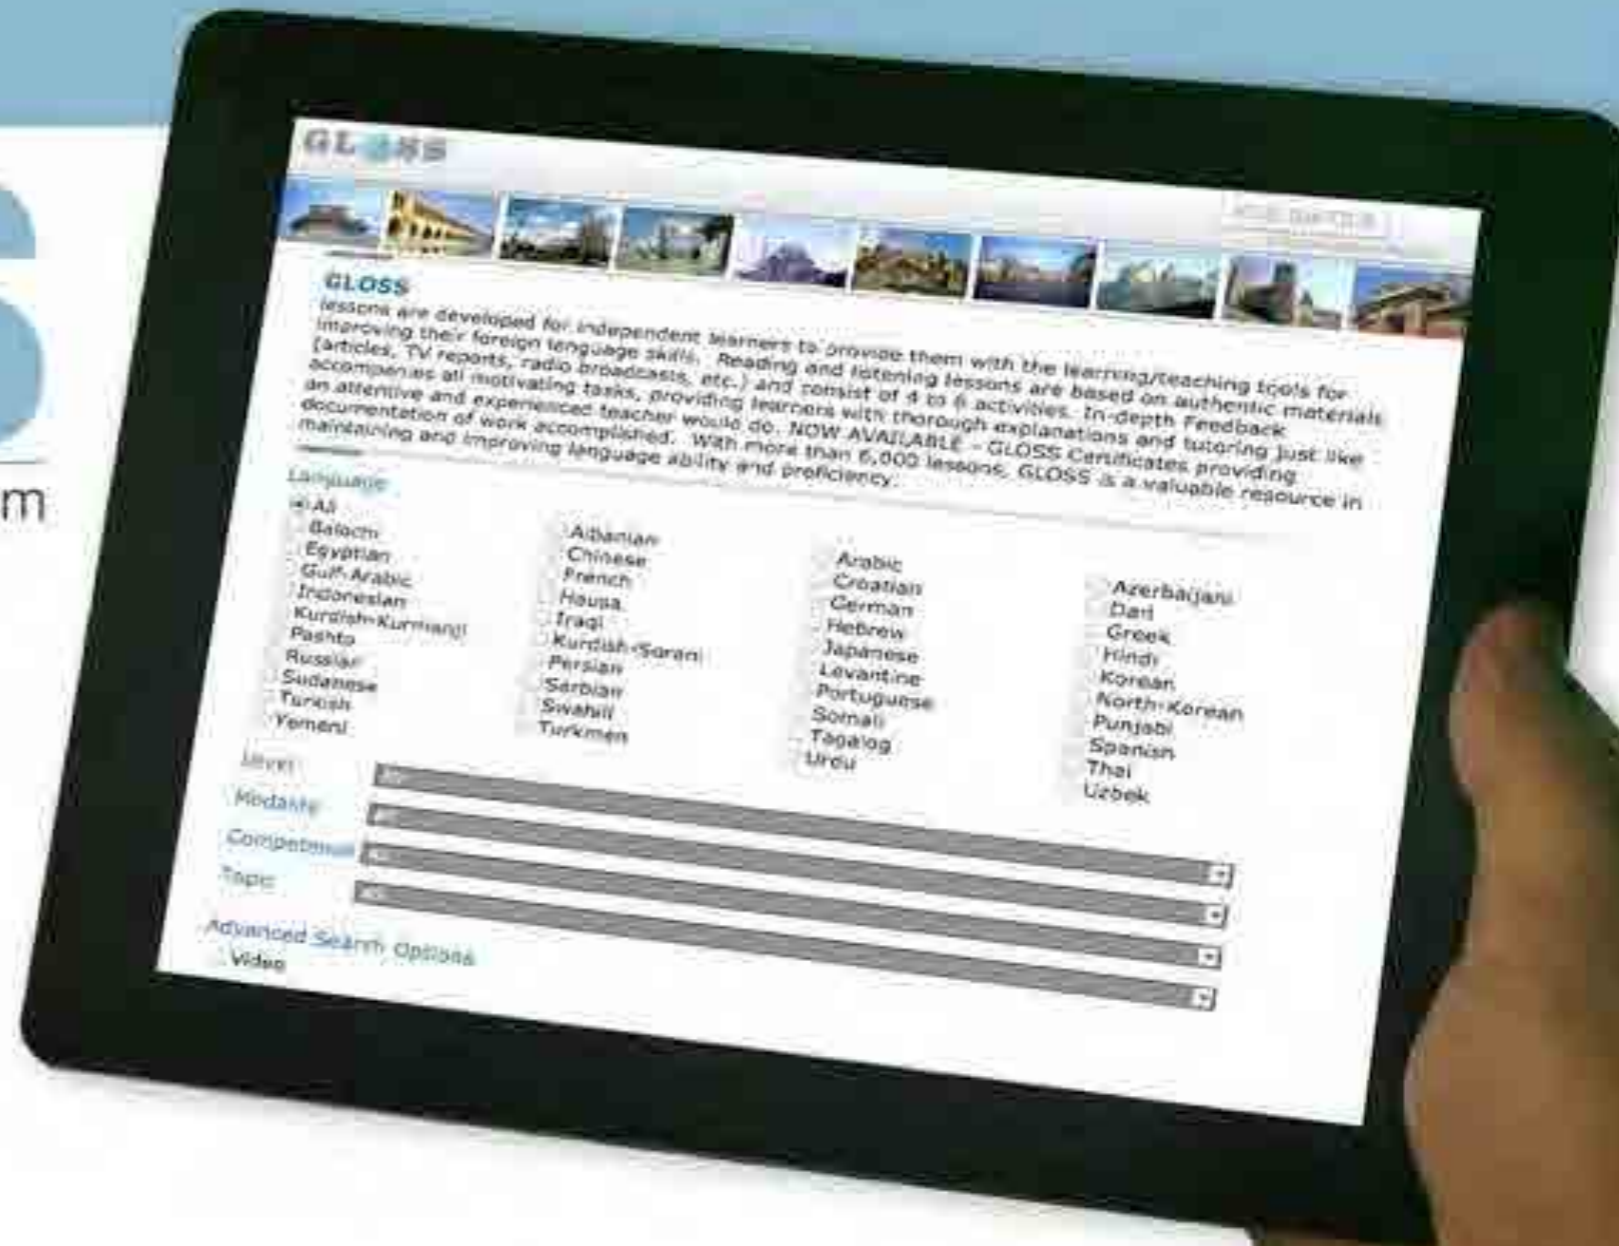 S
m
GLOSS
GLOSS
lessons are developed for independent learners to provide them with the learning/teaching tools for
improving their foreign language skills. Reading and listening lessons are based on authentic materials
(articles, TV reports, radio broadcasts, etc.) and consist of 4 to 6 activities. In-depth Feedback
accompanies all motivating tasks, providing learners with thorough explanations and tutoring just like
an attentive and experienced teacher would do. NOW AVAILABLE - GLOSS Certificates providing
documentation of work accomplished. With more than 6,000 lessons, GLOSS is a valuable resource in
maintaining and improving language ability and proficiency.
Language
All
Albanian
Arabic
Azerbaijani
Balochi
Chinese
Croatian
Dari
Egyptian
French
German
Greek
Gulf-Arabic
Hausa
Hebrew
Hindi
Indonesian
Iraqi
Japanese
Korean
Kurdish-Kurmanji
Kurdish-Sorani
Levantine
North-Korean
Pashto
Persian
Portuguese
Punjabi
Russian
Serbian
Somali
Spanish
Sudanese
Swahili
Tagalog
Thai
Turkish
Turkmen
Urdu
Uzbek
Yemeni
Level
Modality
Competence
Topic
Advanced Search Options
Video